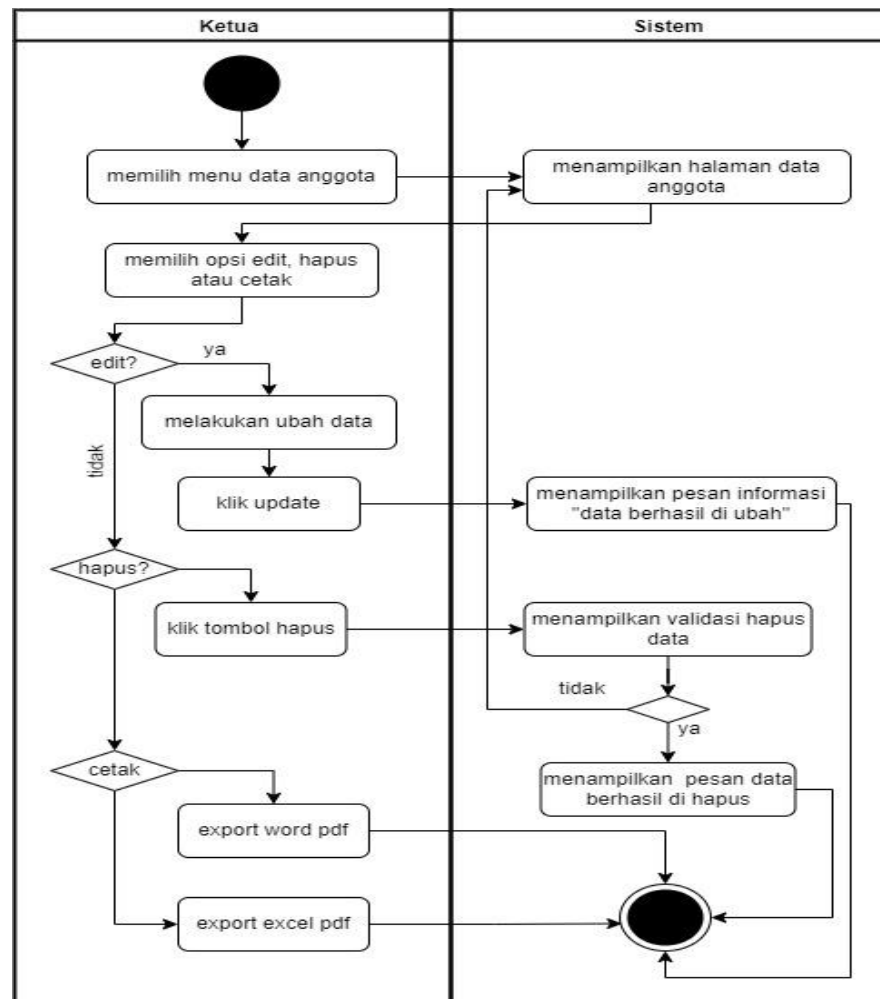 Ketua
Sistem
memilih menu data anggota
menampilkan halaman data
anggota
memilih opsi edit, hapus
atau cetak
edit?
ya
melakukan ubah data
tidak
klik update
menampilkan pesan informasi
"data berhasil di ubah"
hapus?
klik tombol hapus
menampilkan validasi hapus
data
tidak
ya
cetak
menampilkan pesan data
berhasil di hapus
export word pdf
export excel pdf